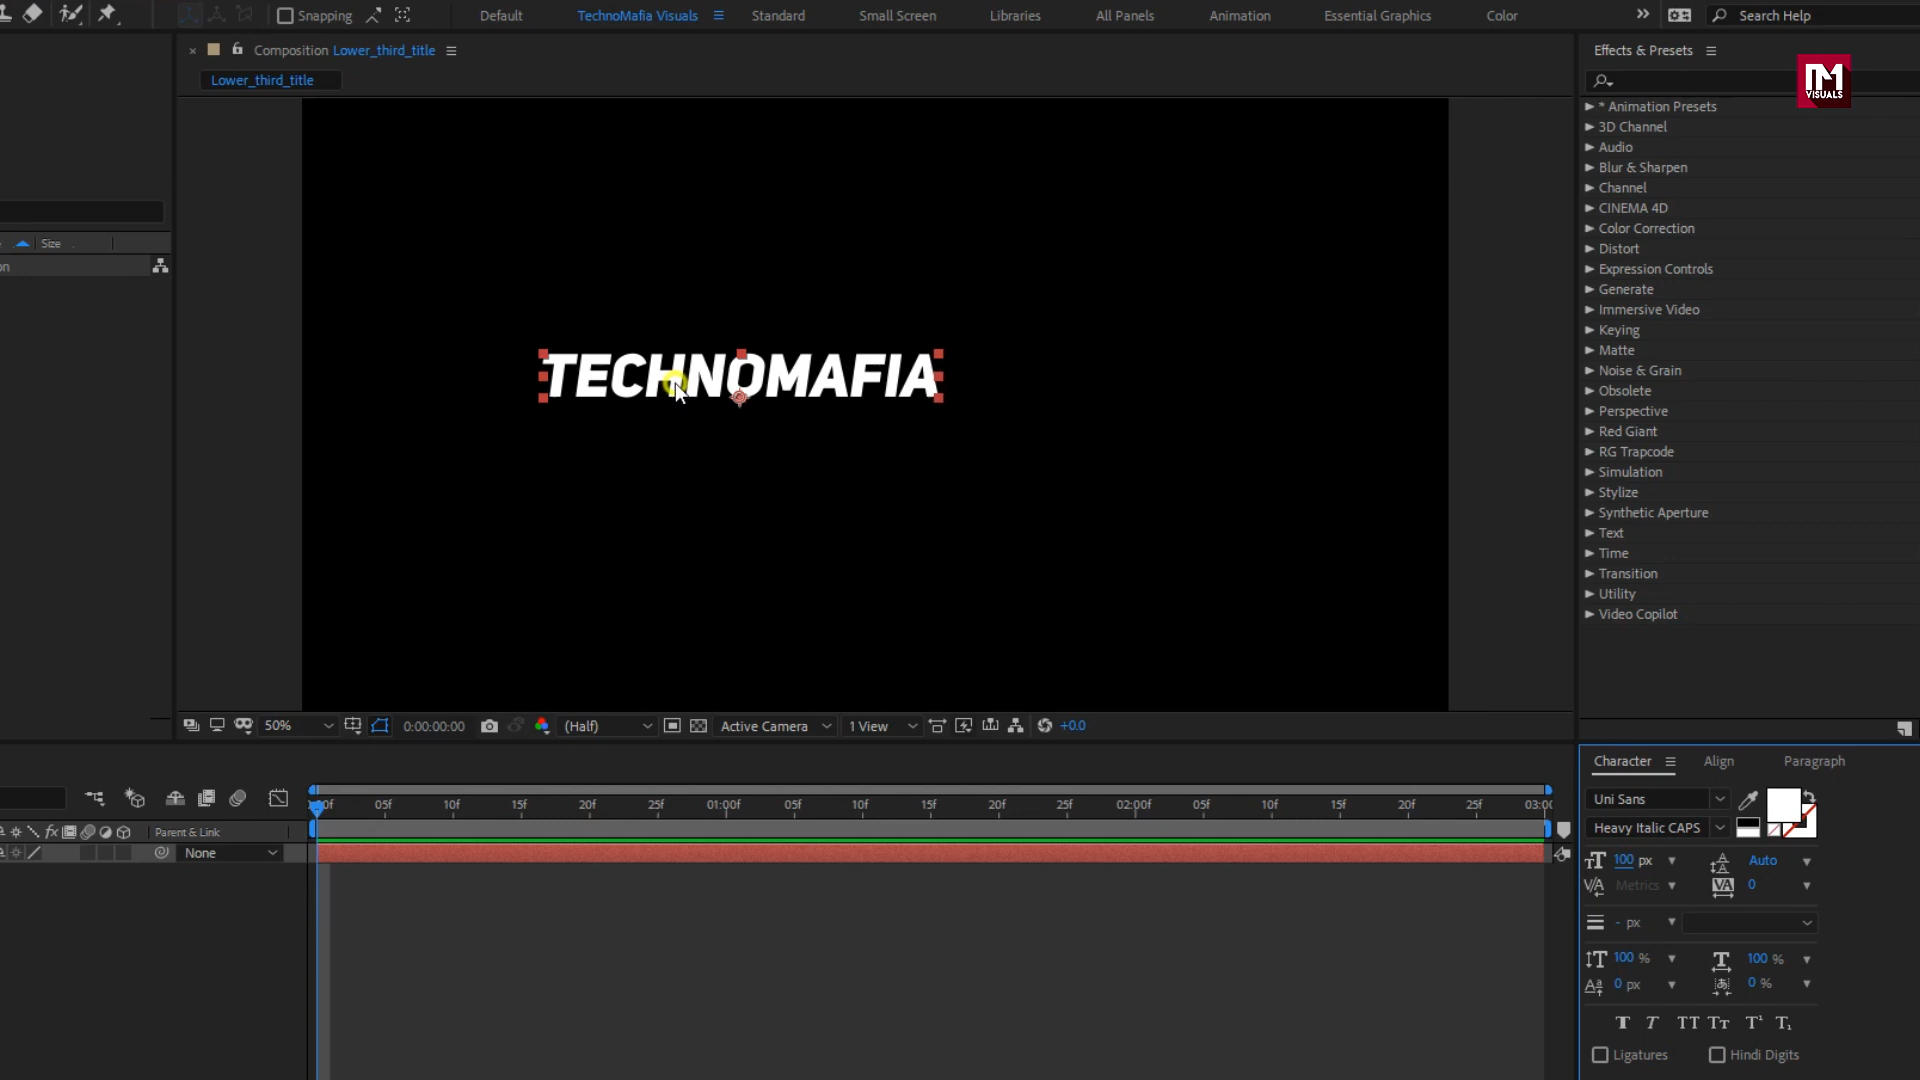 Snapping Default TechnoMafia Visuals Standard Small Screen Libraries All Panels Animation Essential Graphics Color Search Help
Composition Lower_third_title
Lower_third_title
Effects & Presets
VISUALS
* Animation Presets
3D Channel
Audio
Blur & Sharpen
Channel
CINEMA 4D
Color Correction
Distort
Expression Controls
Generate
Immersive Video
Keying
Matte
Noise & Grain
Obsolete
Perspective
Red Giant
RG Trapcode
Simulation
Stylize
Synthetic Aperture
Text
Time
Transition
Utility
Video Copilot
Size
on
TECHNOMAFIA
50% 0:00:00:00 (Half) Active Camera 1 View +0.0
05f 10f 15f 20f 25f 01:00f 05f 10f 15f 20f 25f 02:00f 05f 10f 15f 20f 25f 03:00
fx Parent & Link
None
Character Align Paragraph
Uni Sans
Heavy Italic CAPS
100 px Auto
Metrics 0
- px
100 % 100 %
0 px 0 %
T T TT TT T¹ T₁
Ligatures Hindi Digits